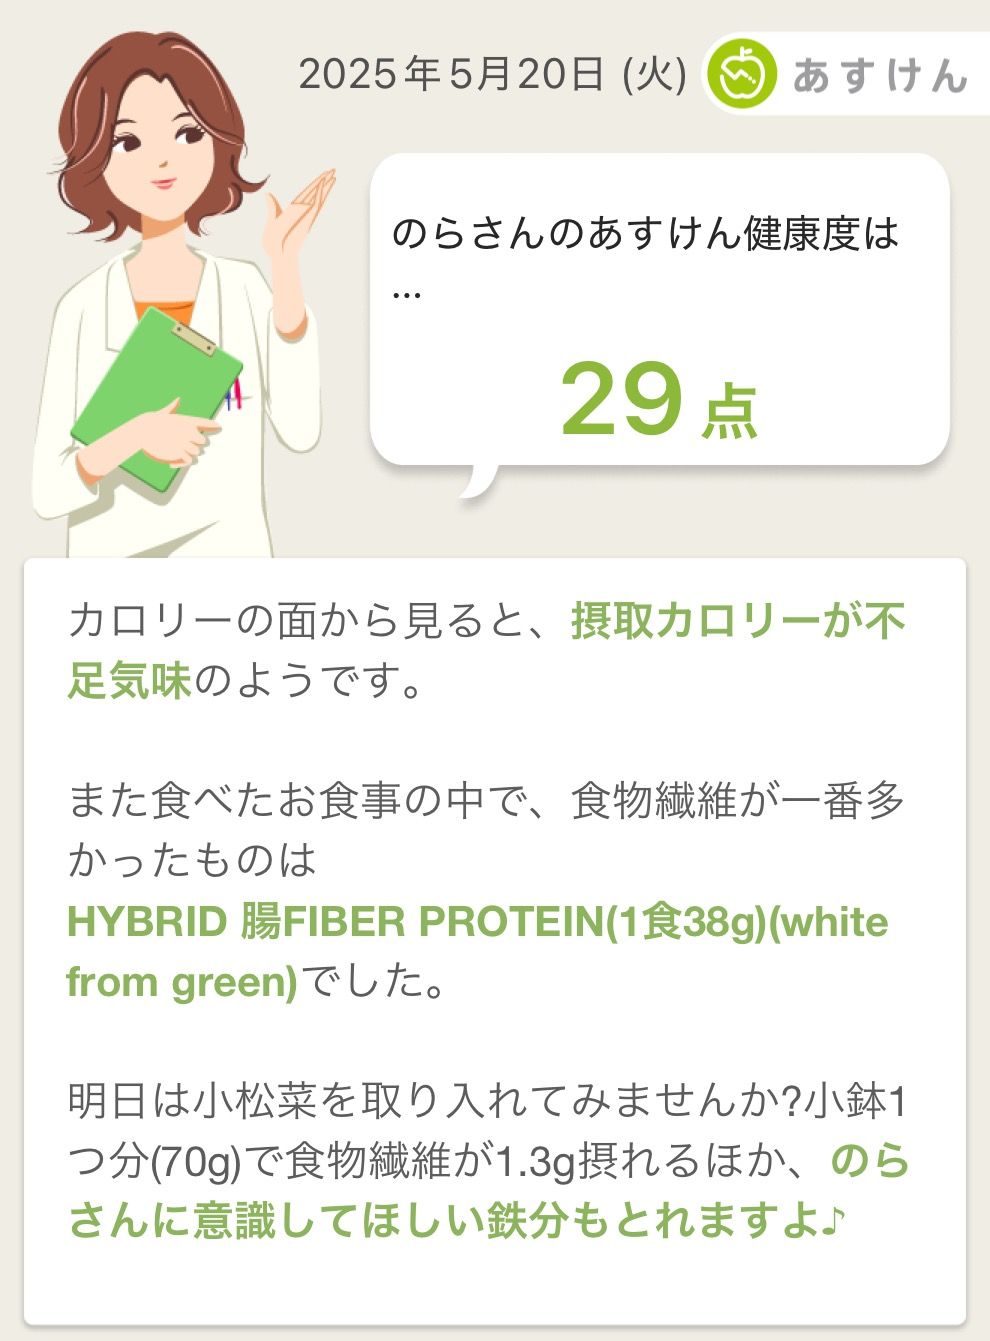 2025年5月20日 (火)
あすけん
のらさんのあすけん健康度は
...
29点
カロリーの面から見ると、摂取カロリーが不
足気味のようです。
また食べたお食事の中で、食物繊維が一番多
かったものは
HYBRID 腸FIBER PROTEIN(1食38g)(white
from green)でした。
明日は小松菜を取り入れてみませんか?小鉢1
つ分(70g)で食物繊維が1.3g摂れるほか、のら
さんに意識してほしい鉄分もとれますよ♪